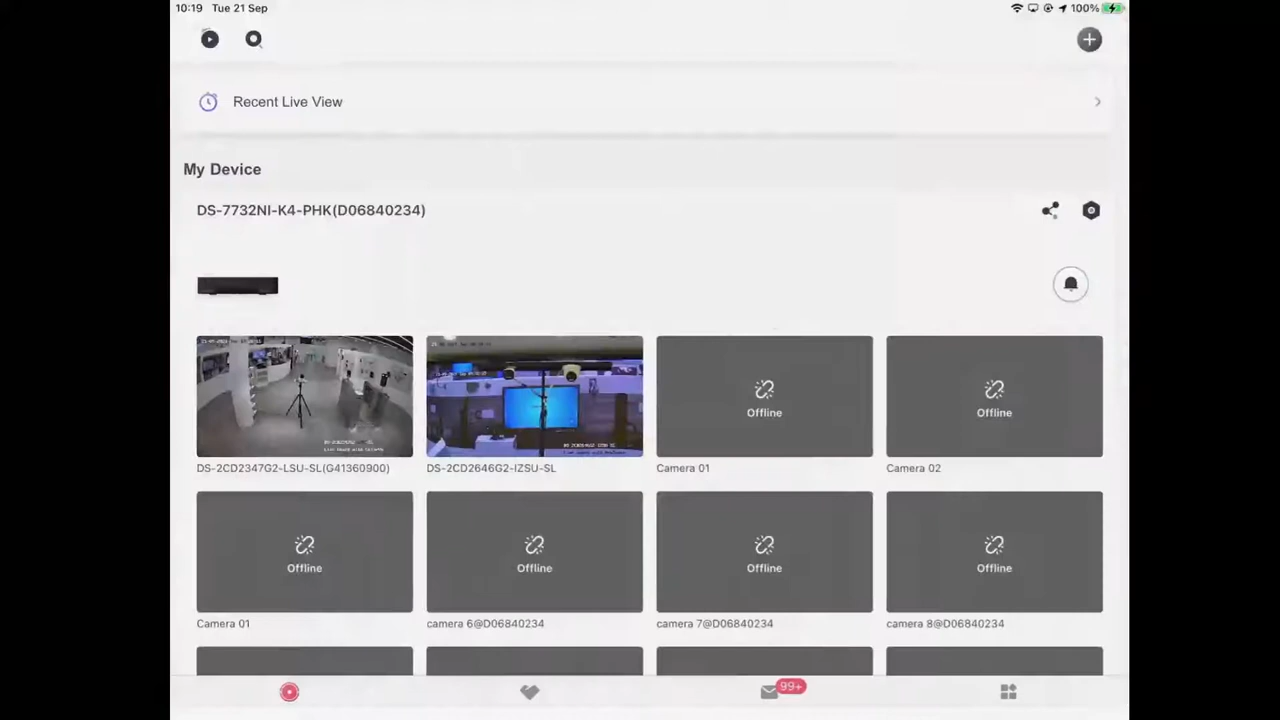 10:19 Tue 21 Sep 100%
Recent Live View
My Device
DS-7732NI-K4-PHK(D06840234)
Offline Offline
DS-2CD2347G2-LSU-SL(G41360900) DS-2CD2646G2-IZSU-SL Camera 01 Camera 02
Offline Offline Offline Offline
Camera 01 camera 6@D06840234 camera 7@D06840234 camera 8@D06840234
99+